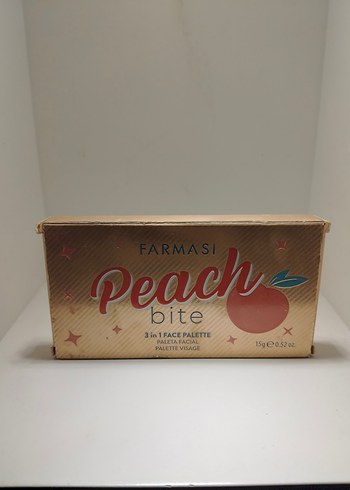 FARMASI
Peach
bite
3 in 1 FACE PALETTE
PALETA FACIAL
PALETTE VISAGE
15g ℮ 0.52 oz.